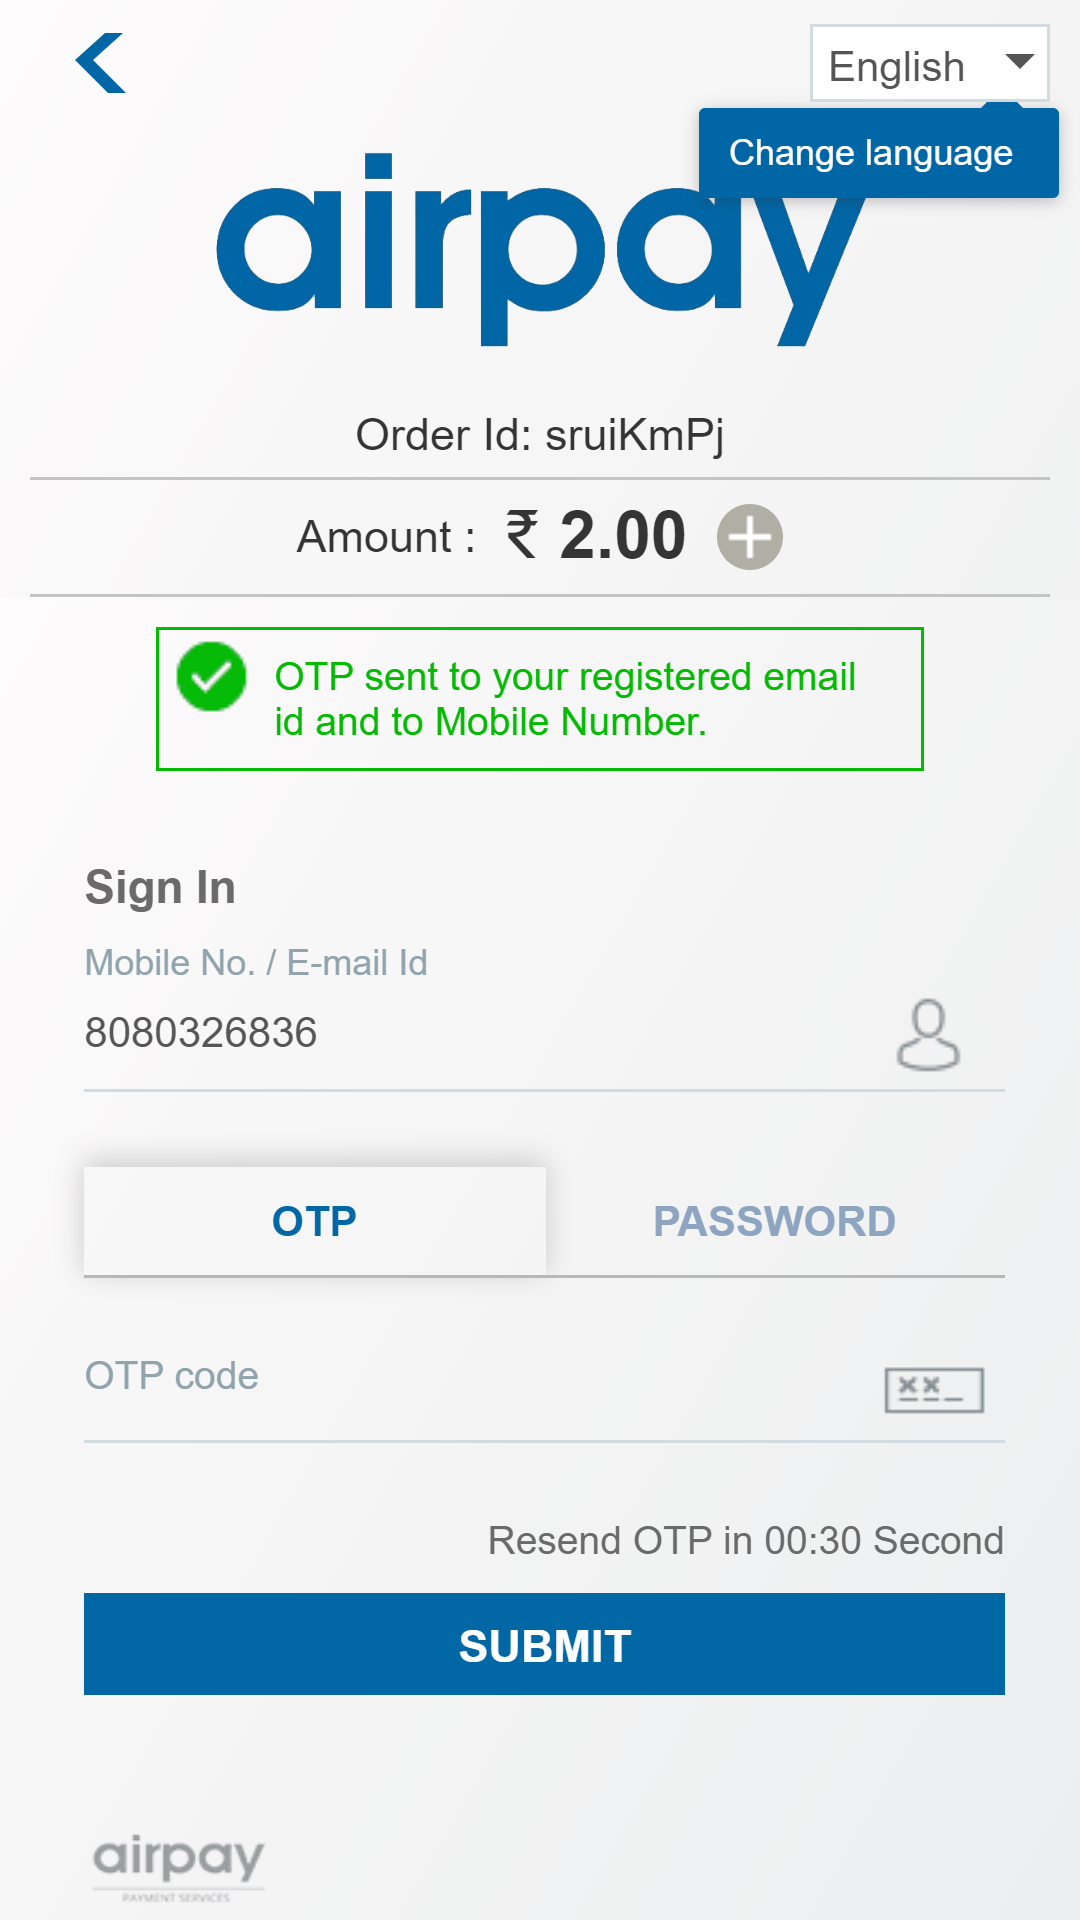 English
Change language
airpay
Order Id: sruiKmPj
Amount : ₹ 2.00
OTP sent to your registered email
id and to Mobile Number.
Sign In
Mobile No. / E-mail Id
8080326836
OTP
PASSWORD
OTP code
Resend OTP in 00:30 Second
SUBMIT
airpay
PAYMENT SERVICES